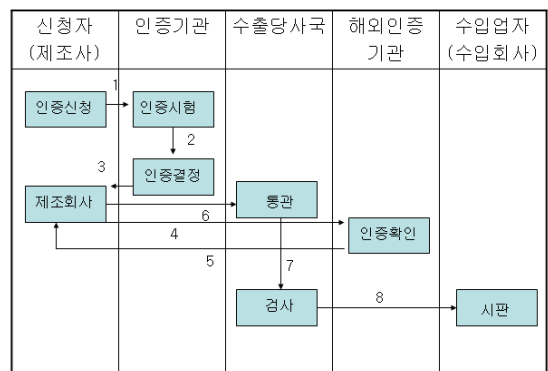 신청자
(제조사)
인증기관
수출당사국
해외인증
기관
수입업자
(수입회사)
1
인증신청
인증시험
2
3
인증결정
제조회사
통관
6
4
인증확인
5
7
검사
8
시판